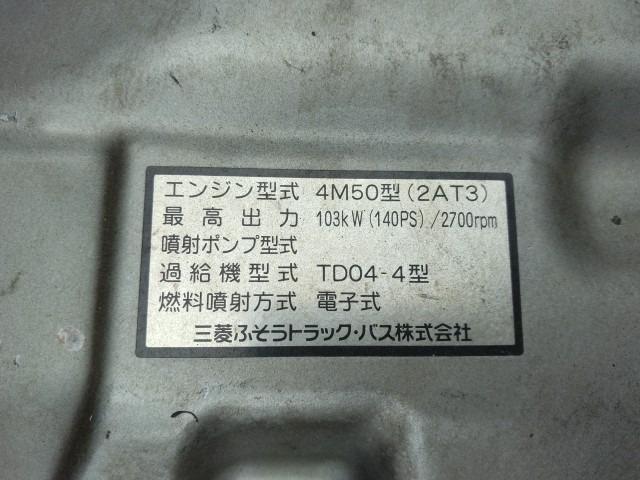 エンジン型式 4M50型(2AT3)
最高出力 103kW(140PS)/2700rpm
噴射ポンプ型式
過給機型式 TD04-4型
燃料噴射方式 電子式
三菱ふそうトラック・バス株式会社